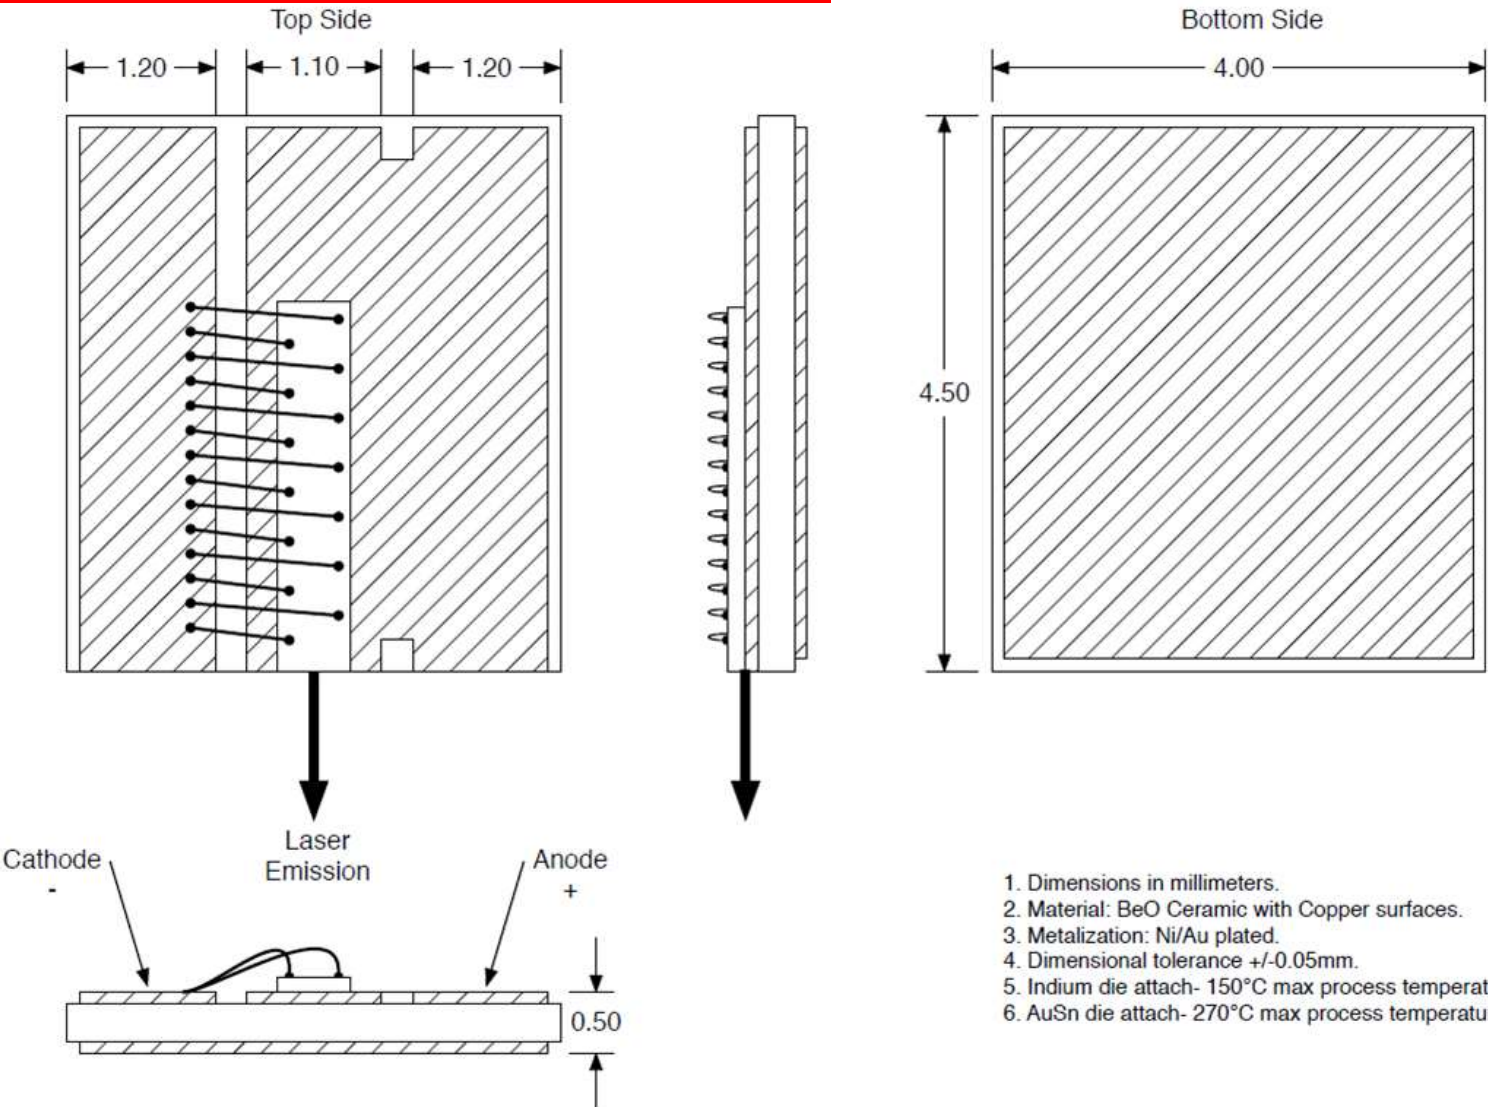 Top Side
Bottom Side
1.20
1.10
1.20
4.00
4.50
Laser
Emission
Cathode
-
Anode
+
0.50
1. Dimensions in millimeters.
2. Material: BeO Ceramic with Copper surfaces.
3. Metalization: Ni/Au plated.
4. Dimensional tolerance +/-0.05mm.
5. Indium die attach- 150°C max process temperat
6. AuSn die attach- 270°C max process temperatu